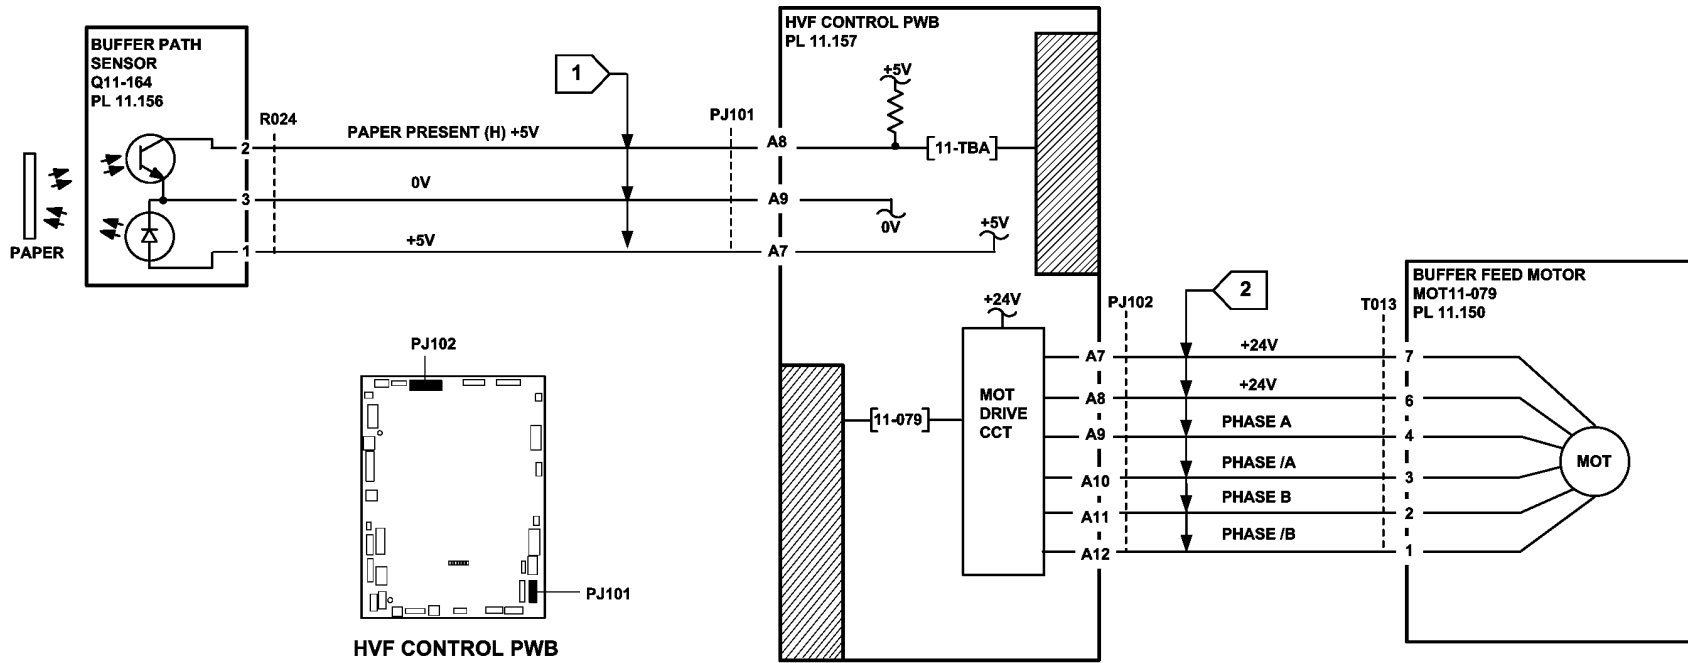 BUFFER PATH
SENSOR
Q11-164
PL 11.156
R024
1
PJ101
HVF CONTROL PWB
PL 11.157
+5V
PAPER PRESENT (H) +5V
2
A8
[11-TBA]
0V
3
A9
0V
+5V
1
A7
+5V
PAPER
2
+24V
PJ102
T013
BUFFER FEED MOTOR
MOT11-079
PL 11.150
A7
+24V
7
A8
+24V
6
MOT
DRIVE
CCT
[11-079]
A9
PHASE A
4
A10
PHASE /A
3
A11
PHASE B
2
A12
PHASE /B
1
MOT
PJ102
PJ101
HVF CONTROL PWB